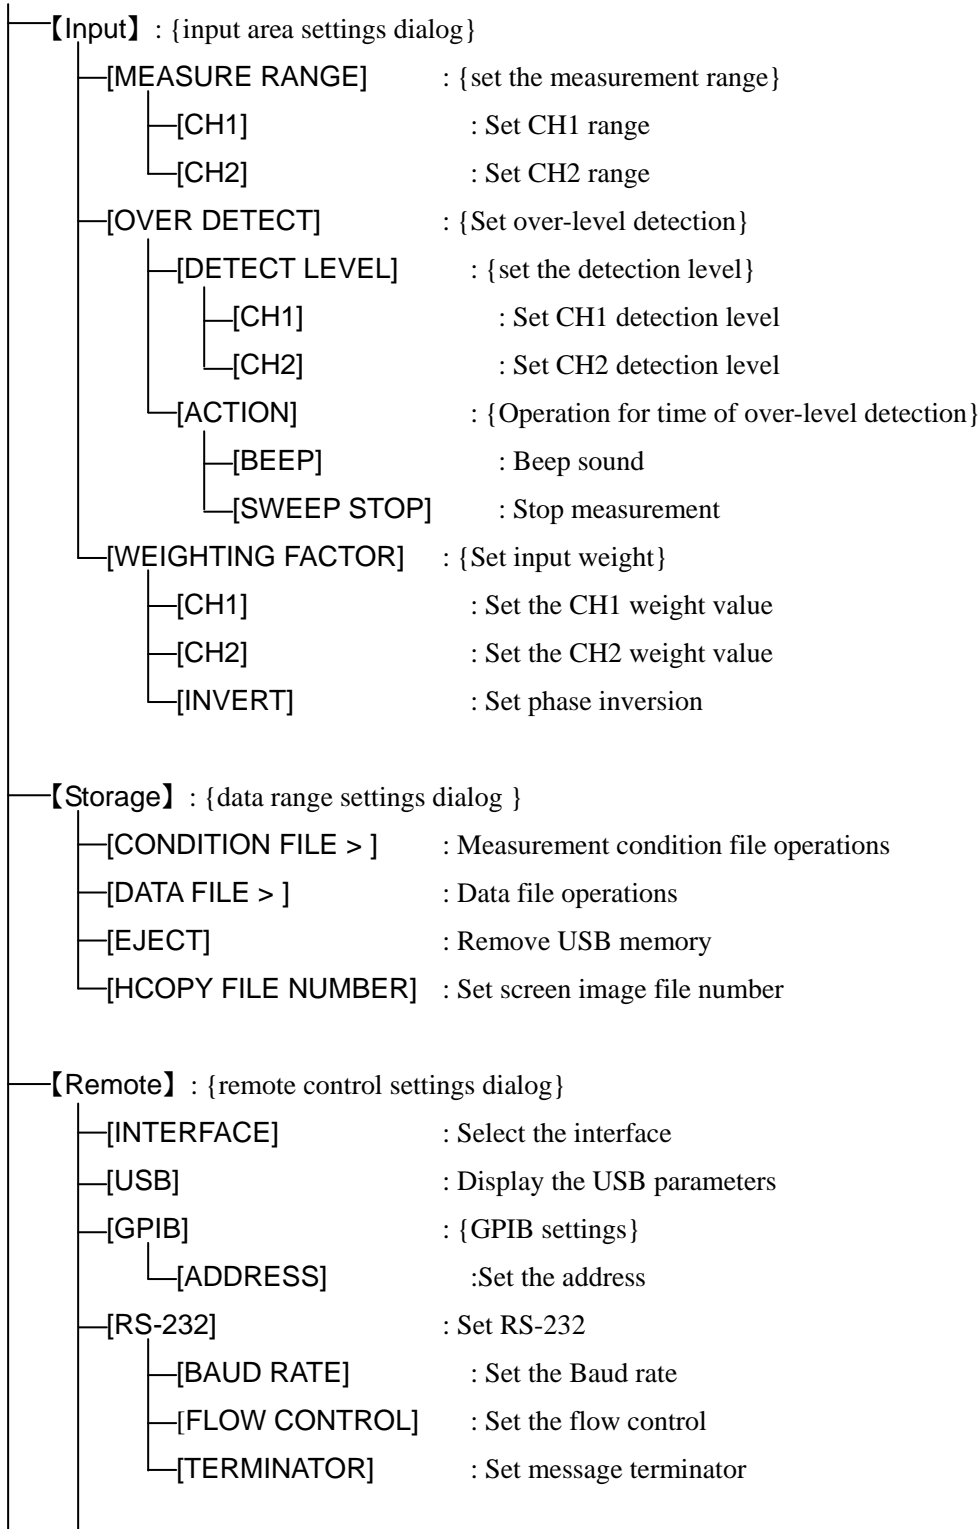 【Input】 : {input area settings dialog}
[MEASURE RANGE] : {set the measurement range}
[CH1] : Set CH1 range
[CH2] : Set CH2 range
[OVER DETECT] : {Set over-level detection}
[DETECT LEVEL] : {set the detection level}
[CH1] : Set CH1 detection level
[CH2] : Set CH2 detection level
[ACTION] : {Operation for time of over-level detection}
[BEEP] : Beep sound
[SWEEP STOP] : Stop measurement
[WEIGHTING FACTOR] : {Set input weight}
[CH1] : Set the CH1 weight value
[CH2] : Set the CH2 weight value
[INVERT] : Set phase inversion
【Storage】 : {data range settings dialog }
[CONDITION FILE > ] : Measurement condition file operations
[DATA FILE > ] : Data file operations
[EJECT] : Remove USB memory
[HCOPY FILE NUMBER] : Set screen image file number
【Remote】 : {remote control settings dialog}
[INTERFACE] : Select the interface
[USB] : Display the USB parameters
[GPIB] : {GPIB settings}
[ADDRESS] :Set the address
[RS-232] : Set RS-232
[BAUD RATE] : Set the Baud rate
[FLOW CONTROL] : Set the flow control
[TERMINATOR] : Set message terminator